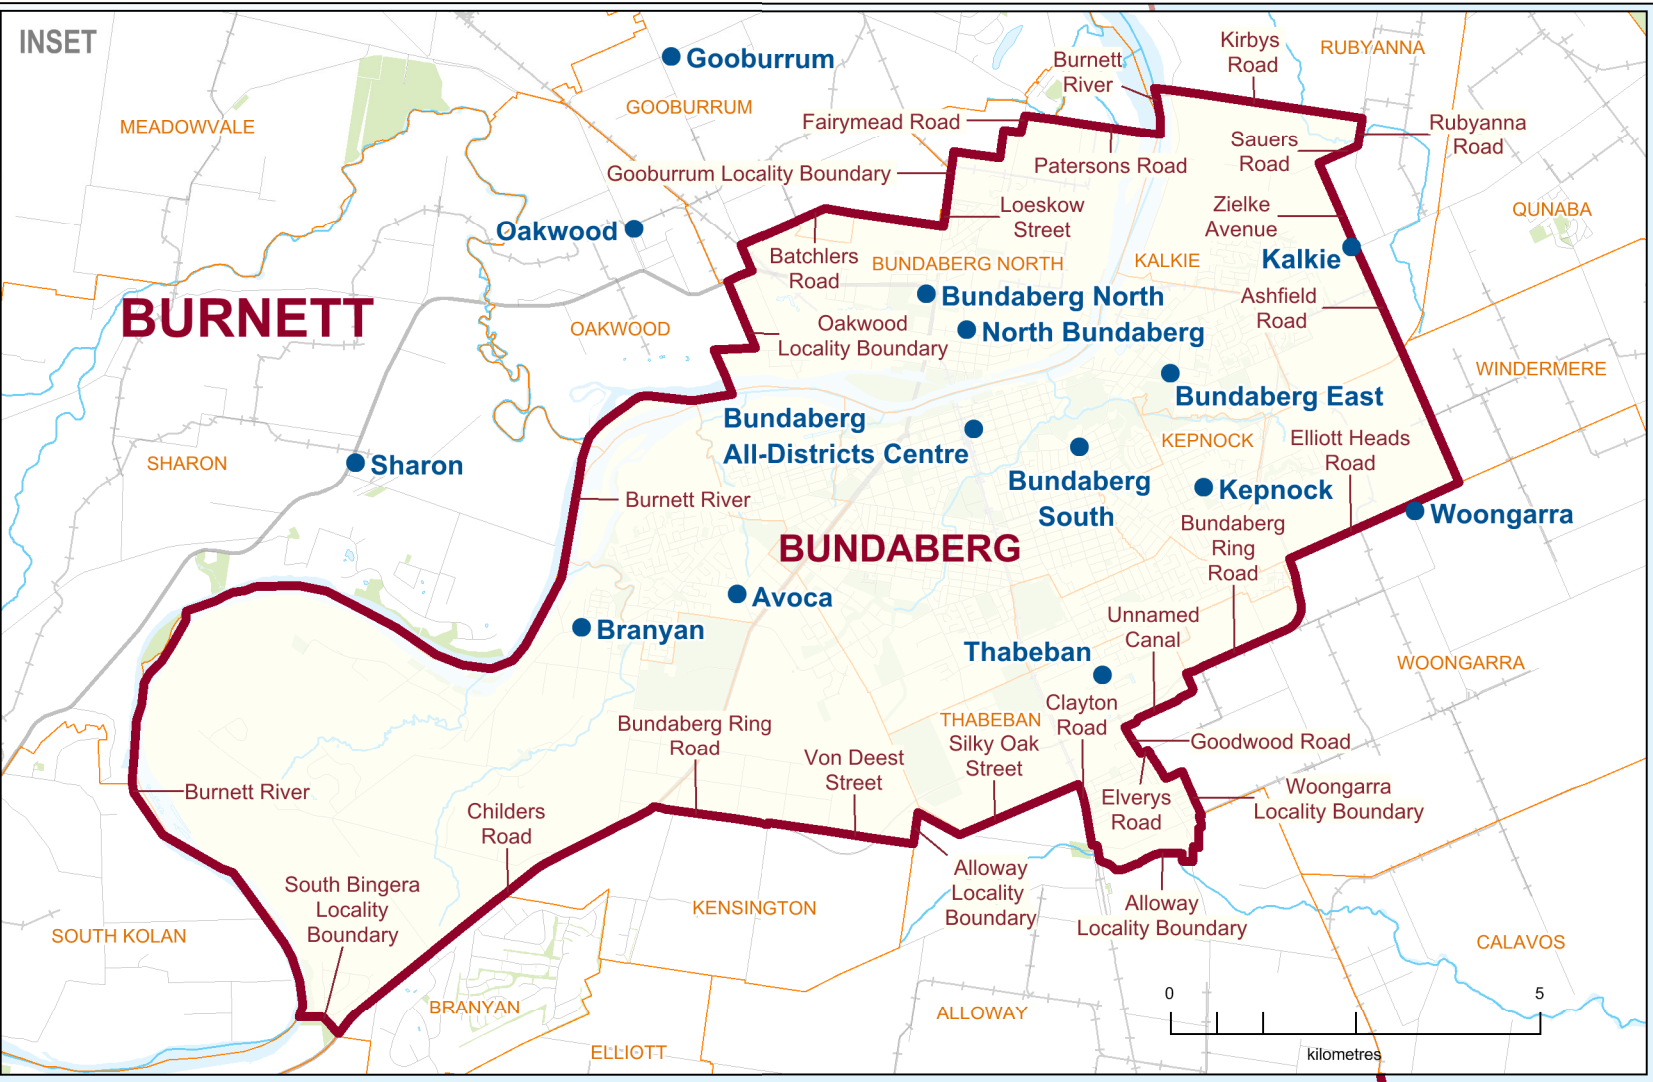 INSET
Gooburrum
Kirbys
Road
RUBYANNA
Burnett
River
GOOBURRUM
MEADOWVALE
Fairymead Road
Rubyanna
Road
Sauers
Road
Patersons Road
Gooburrum Locality Boundary
Loeskow
Street
Zielke
Avenue
QUNABA
Oakwood
Kalkie
Batchlers
Road
BUNDABERG NORTH
KALKIE
Bundaberg North
Ashfield
Road
BURNETT
OAKWOOD
Oakwood
Locality Boundary
North Bundaberg
WINDERMERE
Bundaberg East
Bundaberg
All-Districts Centre
KEPNOCK
Elliott Heads
Road
SHARON
Sharon
Bundaberg
South
Kepnock
Burnett River
Woongarra
Bundaberg
Ring
Road
BUNDABERG
Avoca
Branyan
Unnamed
Canal
Thabeban
WOONGARRA
Clayton
Road
THABEBAN
Silky Oak
Street
Bundaberg Ring
Road
Von Deest
Street
Goodwood Road
Burnett River
Elverys
Road
Woongarra
Locality Boundary
Childers
Road
South Bingera
Locality
Boundary
Alloway
Locality
Boundary
Alloway
Locality Boundary
KENSINGTON
SOUTH KOLAN
CALAVOS
BRANYAN
ALLOWAY
ELLIOTT
0
5
kilometres